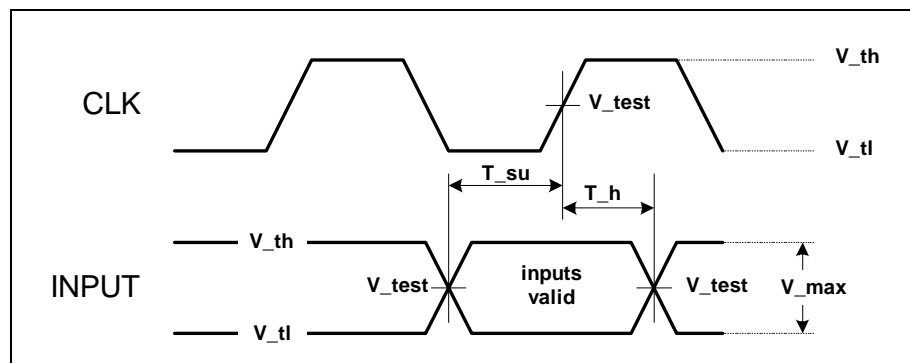 V_th
CLK
V_test
V_tl
T_su
T_h
V_th
INPUT
V_test
inputs
valid
V_test
V_max
V_tl